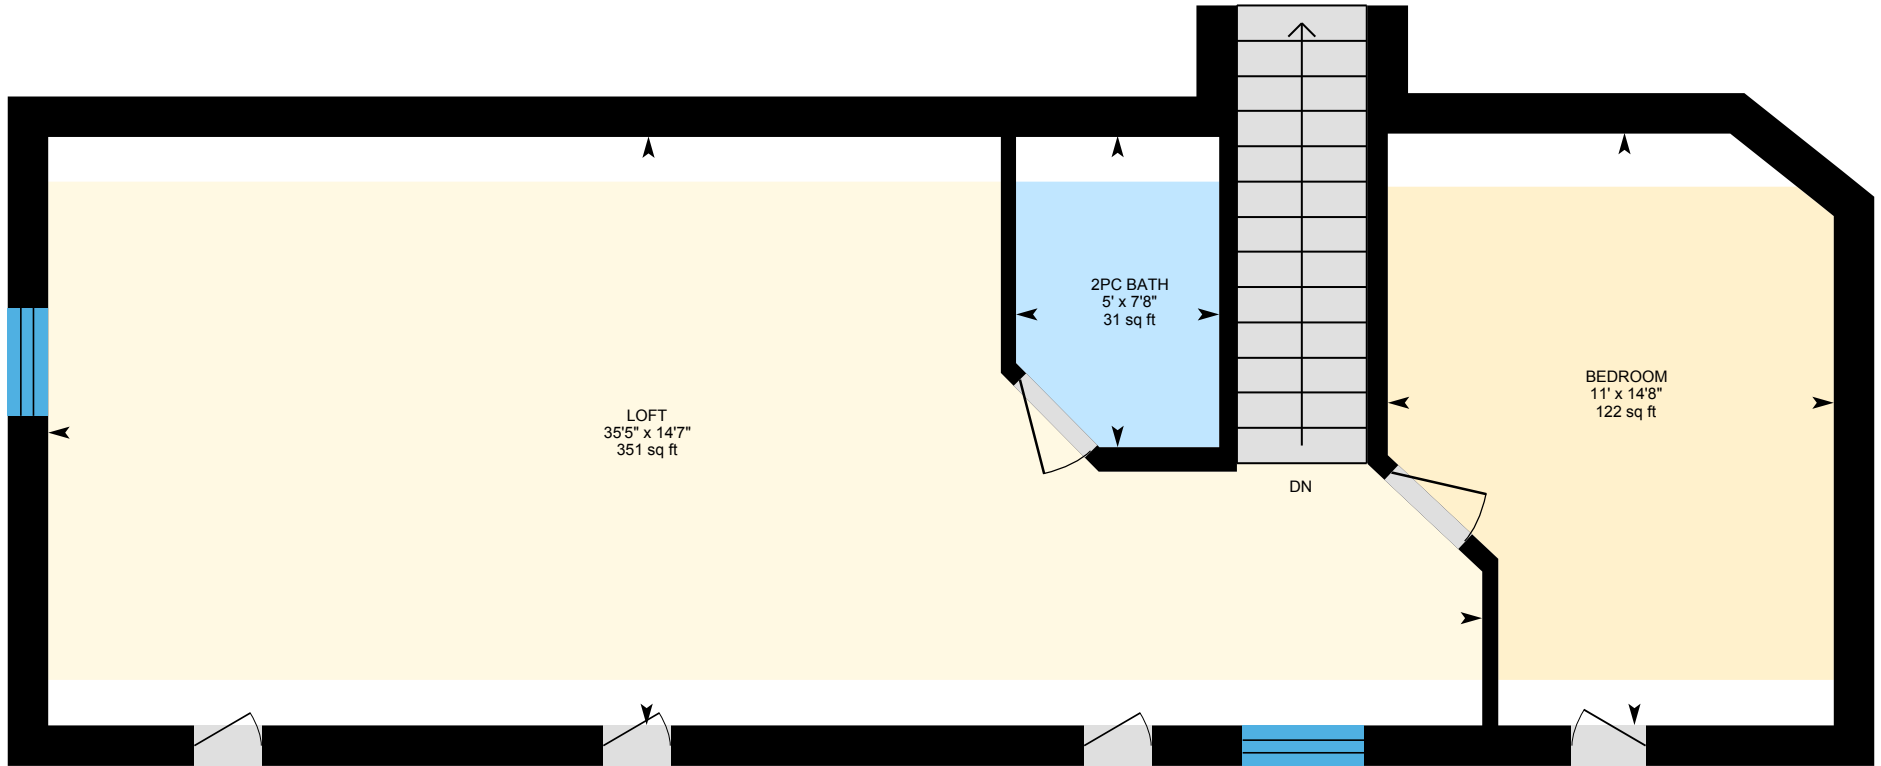 2PC BATH
5' x 7'8"
31 sq ft
BEDROOM
11' x 14'8"
122 sq ft
LOFT
35'5" x 14'7"
351 sq ft
DN